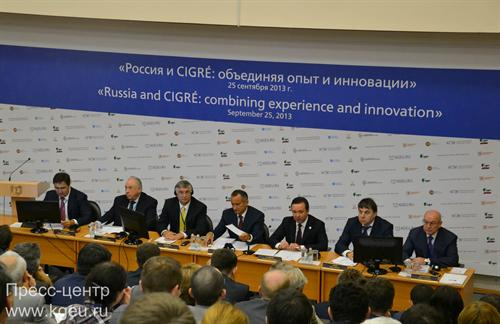 «Россия и CIGRÉ: объединяя опыт и инновации»
25 сентября 2013 г.
«Russia and CIGRÉ: combining experience and innovation»
September 25, 2013
Пресс-центр
www.kgeu.ru